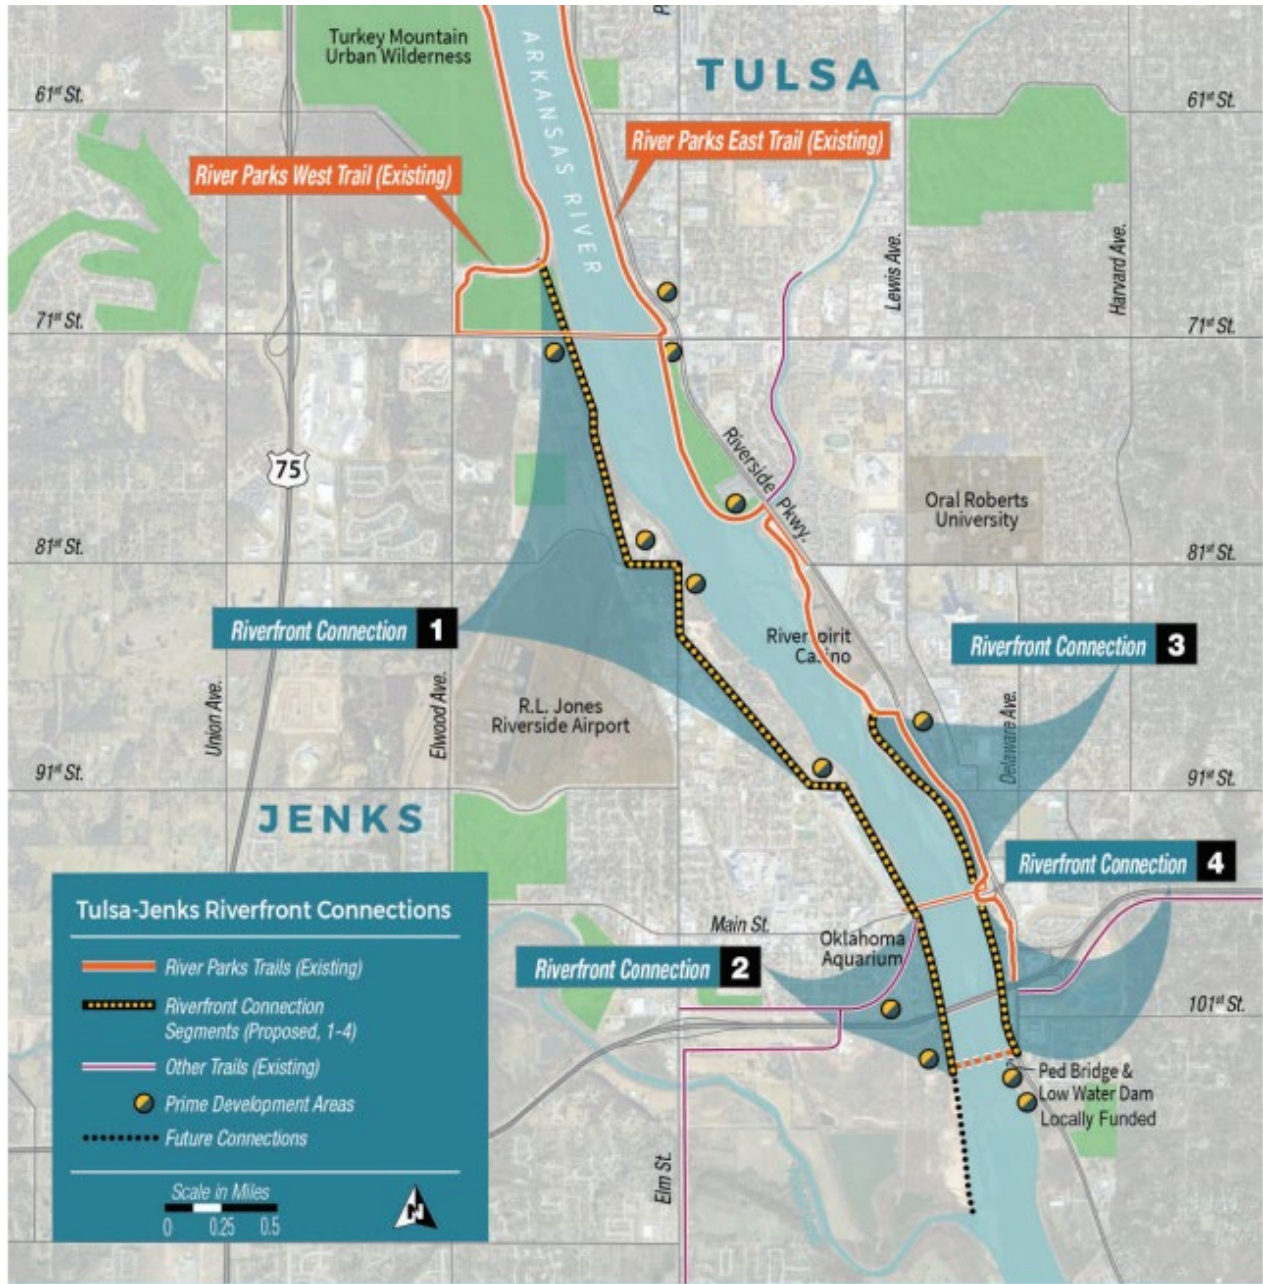 Turkey Mountain
Urban Wilderness
TULSA
ARKANSAS RIVER
61st St.
61st St.
River Parks East Trail (Existing)
River Parks West Trail (Existing)
Lewis Ave.
Harvard Ave.
71st St.
71st St.
75
Riverside Pkwy.
Oral Roberts
University
81st St.
81st St.
Riverfront Connection 1
River Spirit
Casino
Riverfront Connection 3
Union Ave.
Elwood Ave.
R.L. Jones
Riverside Airport
Delaware Ave.
91st St.
91st St.
JENKS
Riverfront Connection 4
Main St.
Oklahoma
Aquarium
Riverfront Connection 2
101st St.
Ped Bridge &
Low Water Dam
Locally Funded
Elm St.
Tulsa-Jenks Riverfront Connections
River Parks Trails (Existing)
Riverfront Connection
Segments (Proposed, 1-4)
Other Trails (Existing)
Prime Development Areas
Future Connections
Scale in Miles
0 0.25 0.5
N